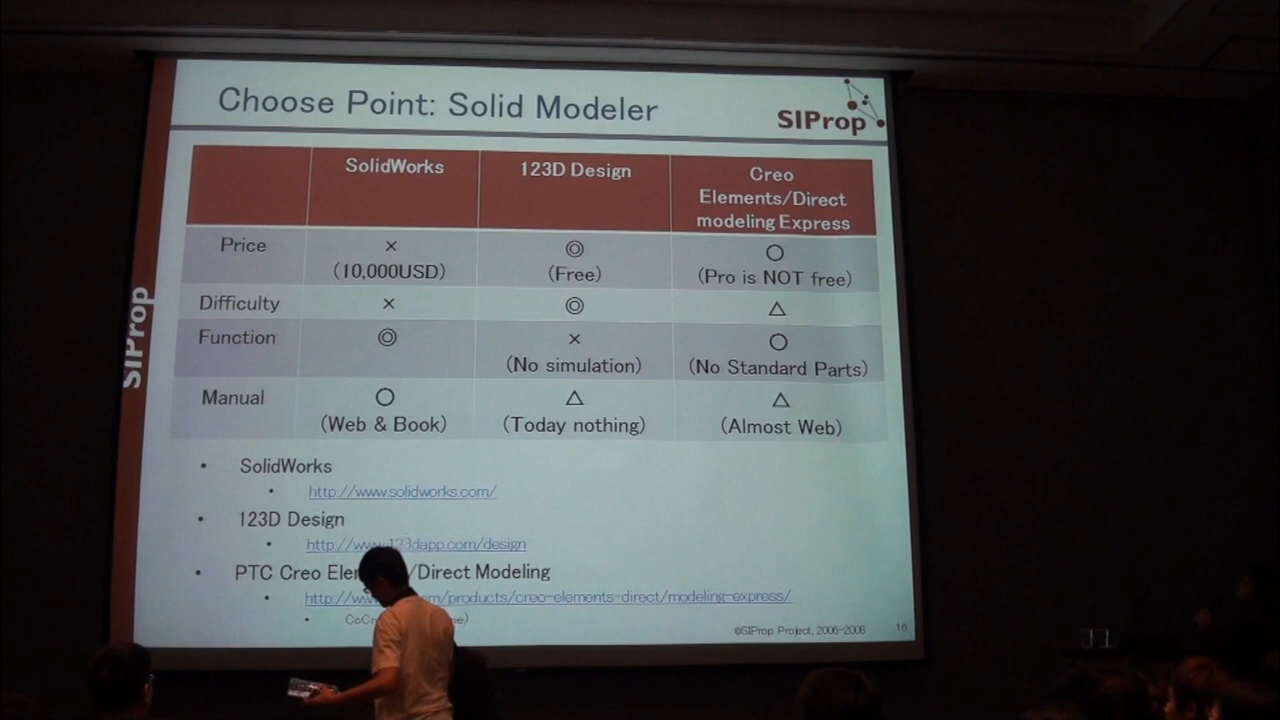 Choose Point: Solid Modeler
SIProp
SolidWorks
123D Design
Creo
Elements/Direct
modeling Express
Price
×
(10,000USD)
◎
(Free)
○
(Pro is NOT free)
Difficulty
×
◎
△
Function
◎
×
(No simulation)
○
(No Standard Parts)
Manual
○
(Web & Book)
△
(Today nothing)
△
(Almost Web)
SIProp
• SolidWorks
• http://www.solidworks.com/
• 123D Design
• http://www.123dapp.com/design
• PTC Creo /Direct Modeling
• .com/products/creo-elements-direct/modeling-express/
©SIProp Project, 2006-2008
16